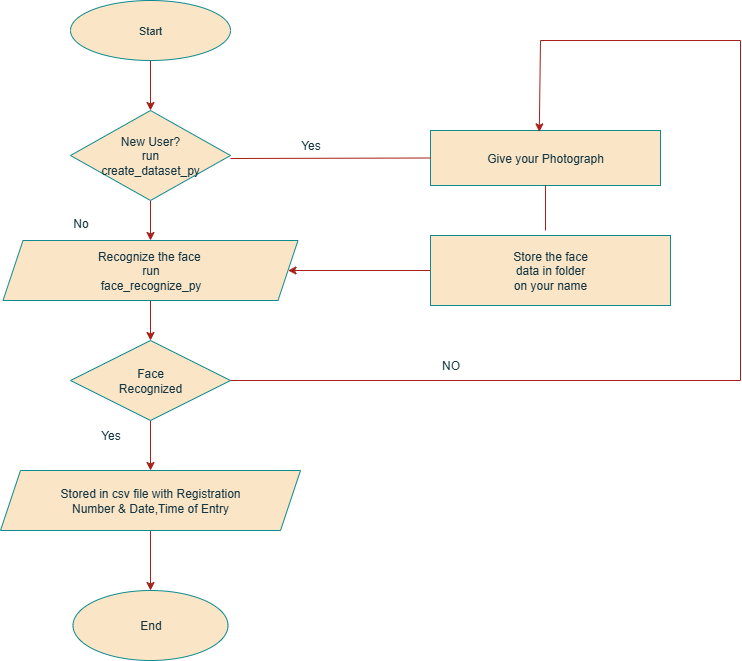 Start
New User?
run
create_dataset_py
Yes
Give your Photograph
No
Recognize the face
run
face_recognize_py
Store the face
data in folder
on your name
Face
Recognized
NO
Yes
Stored in csv file with Registration
Number & Date,Time of Entry
End